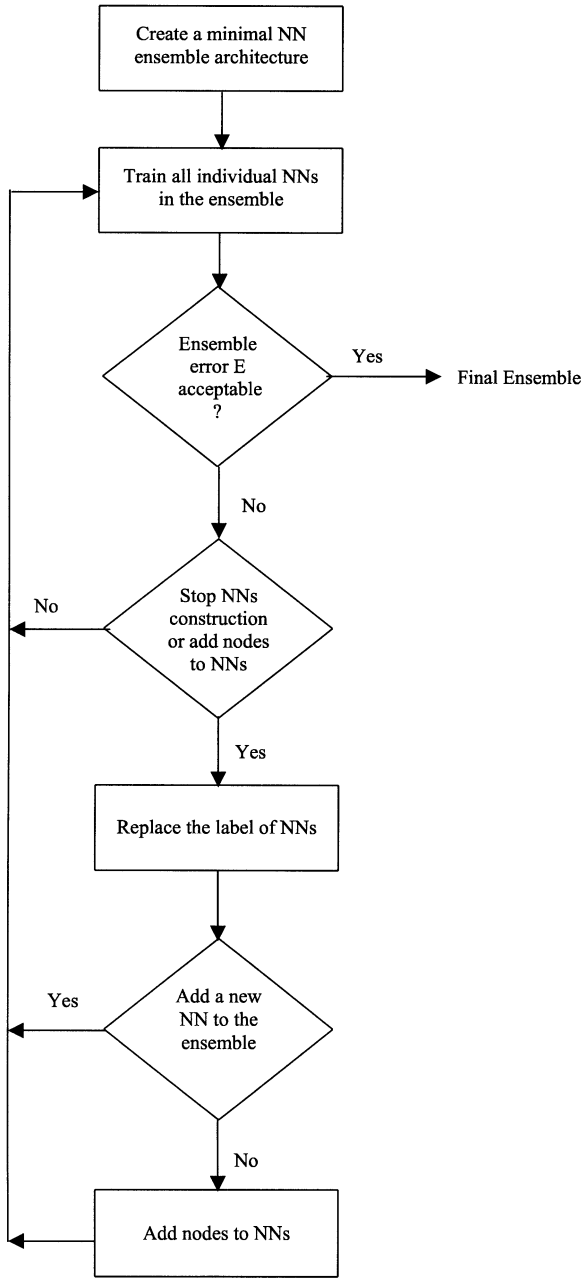 Create a minimal NN
ensemble architecture
Train all individual NNs
in the ensemble
Ensemble
error E
acceptable
?
Yes
Final Ensemble
No
Stop NNs
construction
or add nodes
to NNs
No
Yes
Replace the label of NNs
Add a new
NN to the
ensemble
Yes
No
Add nodes to NNs